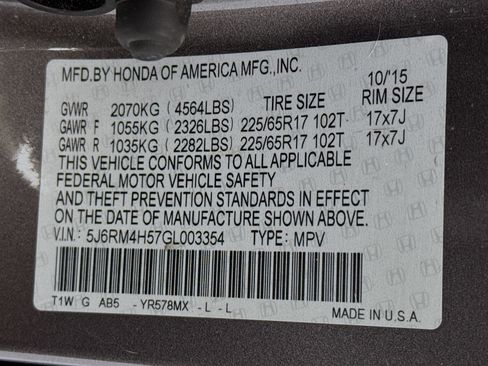 MFD.BY HONDA OF AMERICA MFG.,INC. 10/15
GVWR 2070KG (4564LBS) TIRE SIZE RIM SIZE
GAWR F 1055KG (2326LBS) 225/65R17 102T 17x7J
GAWR R 1035KG (2282LBS) 225/65R17 102T 17x7J
THIS VEHICLE CONFORMS TO ALL APPLICABLE
FEDERAL MOTOR VEHICLE SAFETY
AND THEFT PREVENTION STANDARDS IN EFFECT
ON THE DATE OF MANUFACTURE SHOWN ABOVE.
V.I.N: 5J6RM4H57GL003354 TYPE: MPV
T1W G AB5 - YR578MX - L - L MADE IN U.S.A.